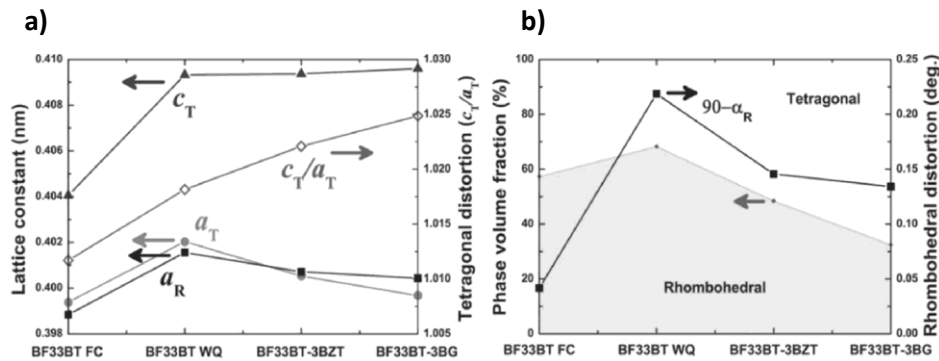 a)
b)
Lattice constant (nm)
0.410
0.408
0.406
0.404
0.402
0.400
0.398
c_T
c_T/a_T
a_T
a_R
1.030
1.025
1.020
1.015
1.010
1.005
Tetragonal distortion (c_T/a_T)
BF33BT FC BF33BT WQ BF33BT-3BZT BF33BT-3BG
Phase volume fraction (%)
100
80
60
40
20
0
90-α_R
Tetragonal
Rhombohedral
0.25
0.20
0.15
0.10
0.05
0.00
Rhombohedral distortion (deg.)
BF33BT FC BF33BT WQ BF33BT-3BZT BF33BT-3BG